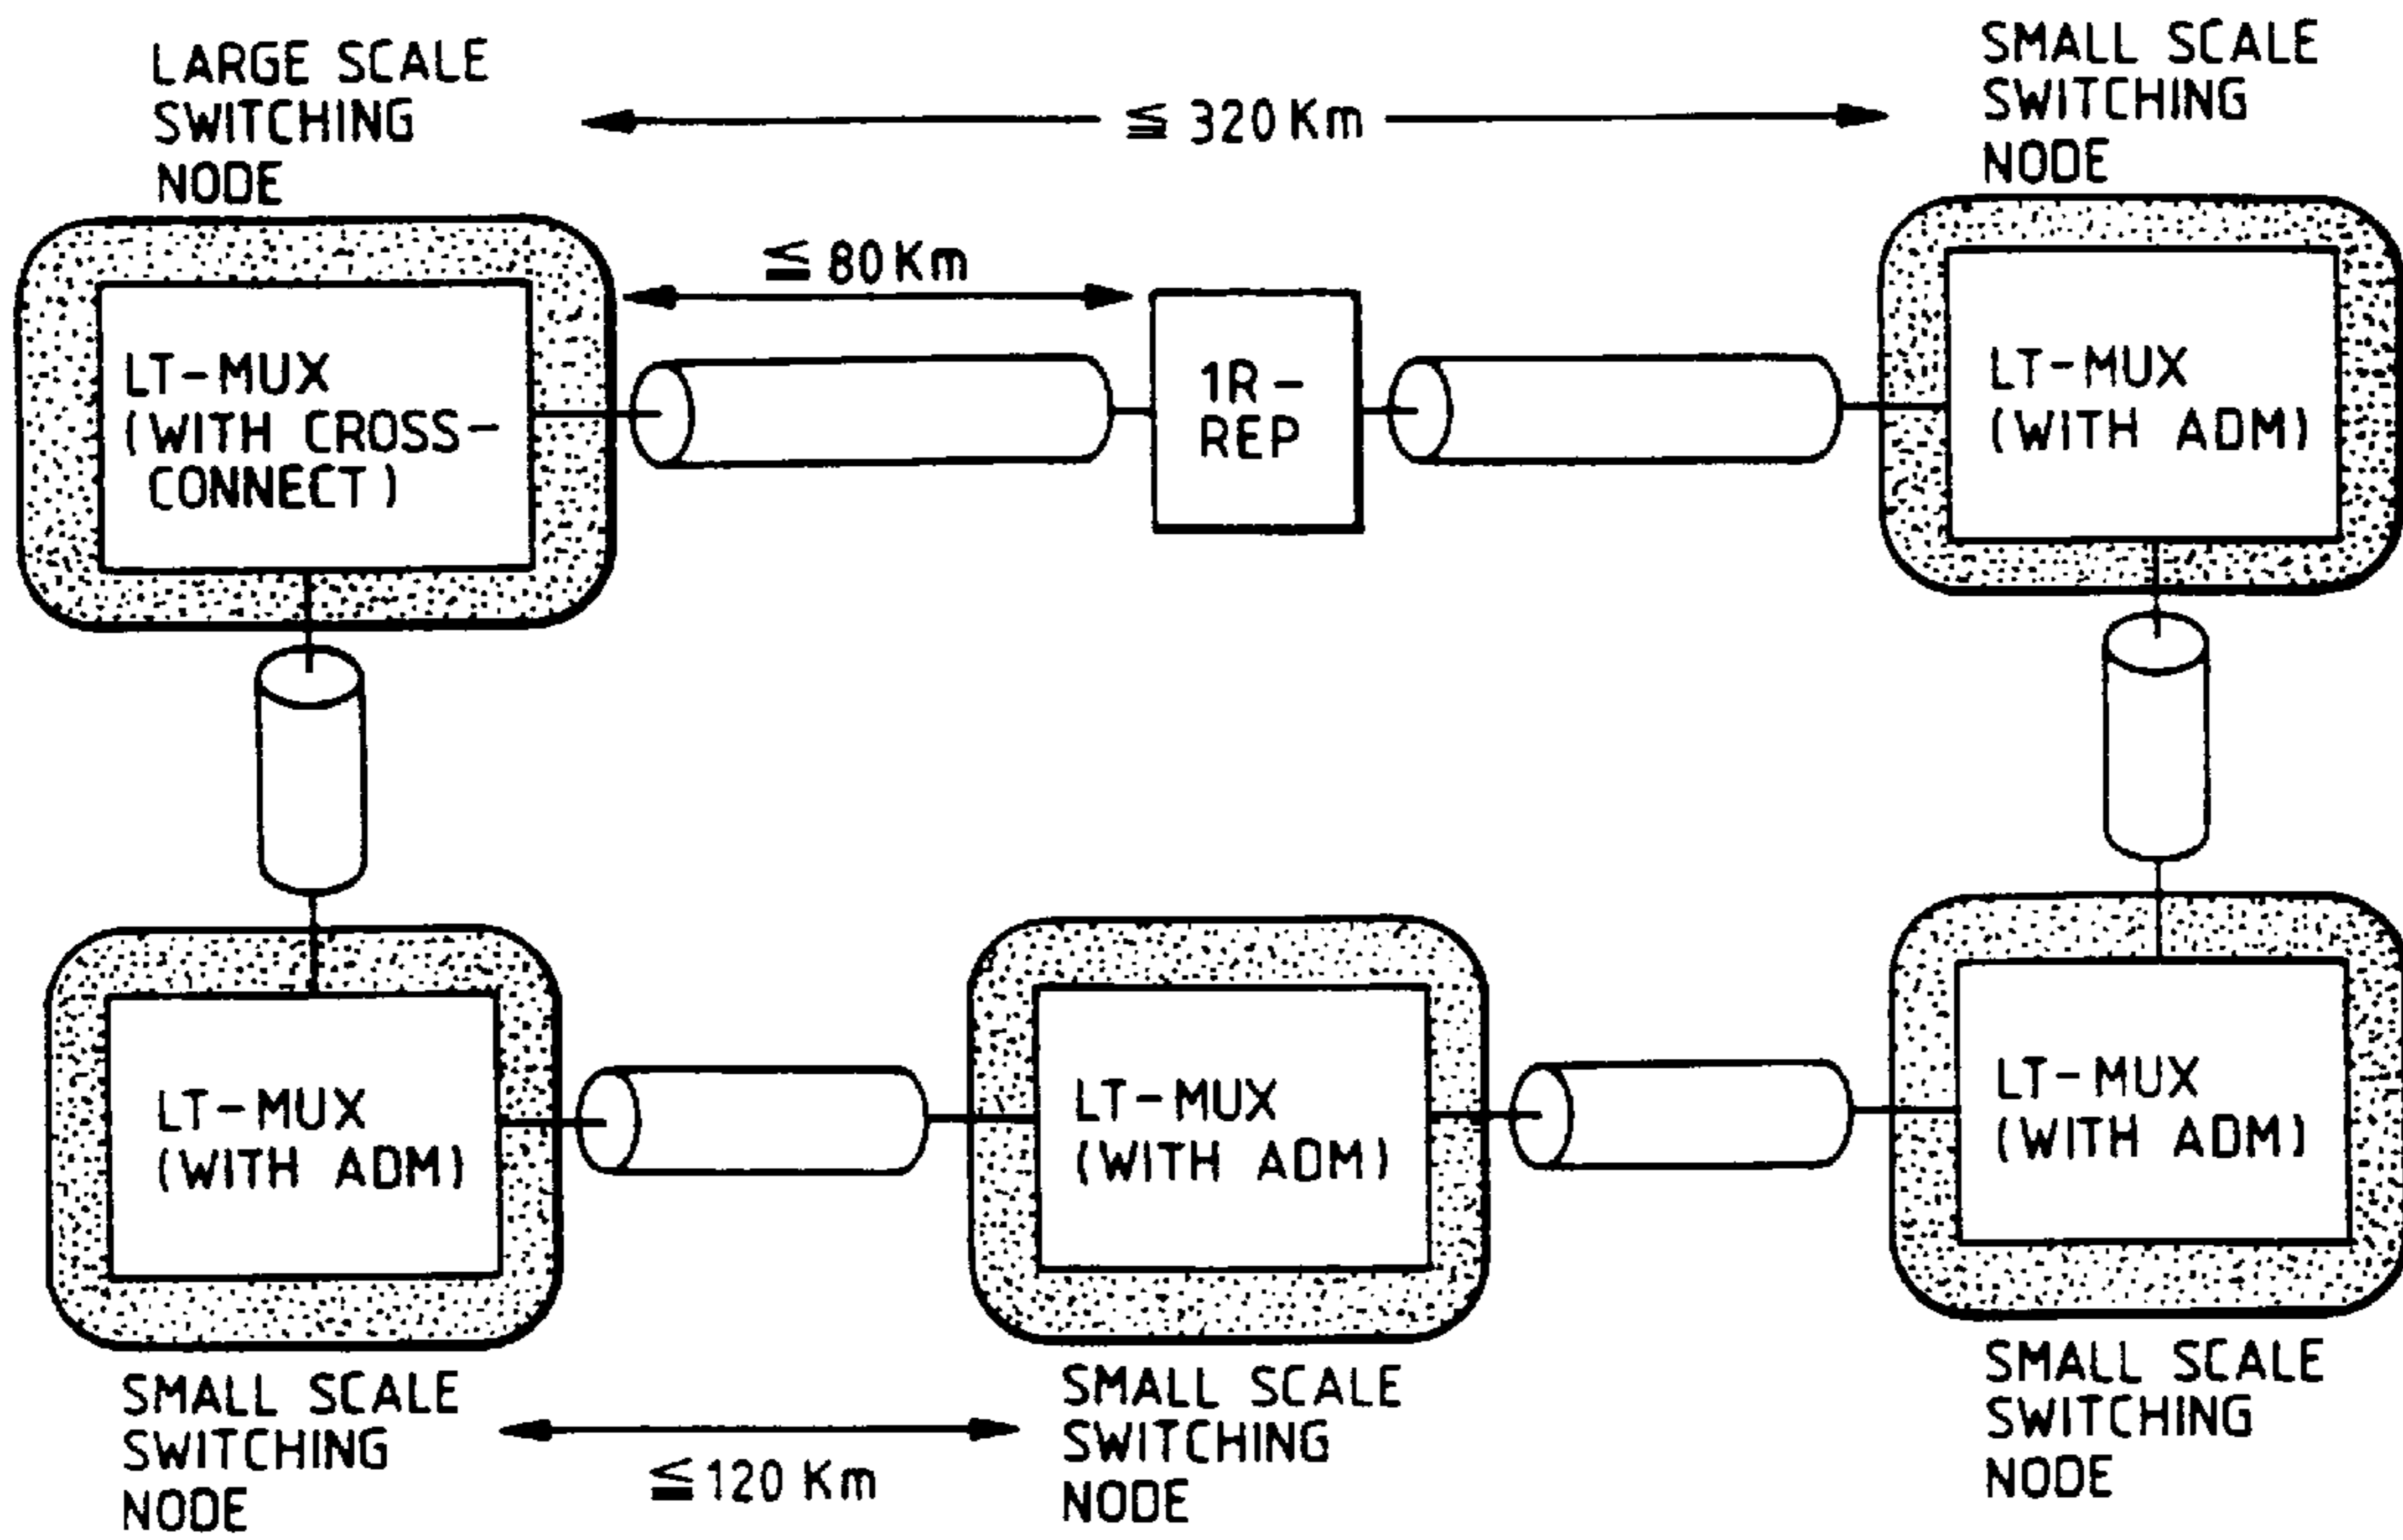 LARGE SCALE
SWITCHING
NODE
≦ 320 Km
SMALL SCALE
SWITCHING
NODE
≦ 80 Km
LT-MUX
(WITH CROSS-
CONNECT)
1R-
REP
LT-MUX
(WITH ADM)
LT-MUX
(WITH ADM)
LT-MUX
(WITH ADM)
LT-MUX
(WITH ADM)
SMALL SCALE
SWITCHING
NODE
≦ 120 Km
SMALL SCALE
SWITCHING
NODE
SMALL SCALE
SWITCHING
NODE